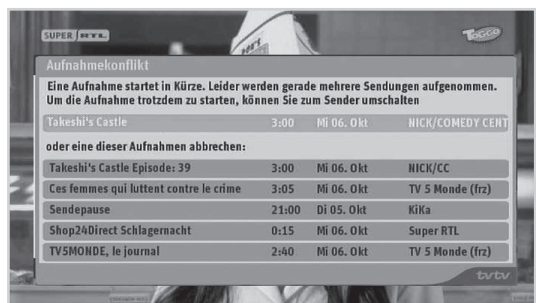 SUPER RTL
TOGGO
Aufnahmekonflikt
Eine Aufnahme startet in Kürze. Leider werden gerade mehrere Sendungen aufgenommen.
Um die Aufnahme trotzdem zu starten, können Sie zum Sender umschalten
Takeshi's Castle 3:00 Mi 06. Okt NICK/COMEDY CENT
oder eine dieser Aufnahmen abbrechen:
Takeshi's Castle Episode: 39 3:00 Mi 06. Okt NICK/CC
Ces femmes qui luttent contre le crime 3:05 Mi 06. Okt TV 5 Monde (frz)
Sendepause 21:00 Di 05. Okt KiKa
Shop24Direct Schlagernacht 0:15 Mi 06. Okt Super RTL
TV5MONDE, le journal 2:40 Mi 06. Okt TV 5 Monde (frz)
tvtv